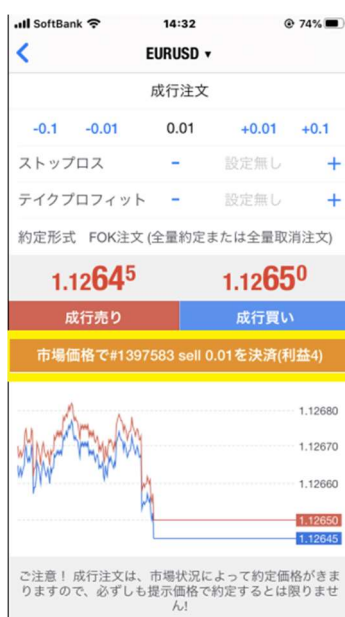 SoftBank 14:32 74%
EURUSD ▾
成行注文
-0.1 -0.01 0.01 +0.01 +0.1
ストップロス − 設定無し +
テイクプロフィット − 設定無し +
約定形式 FOK注文 (全量約定または全量取消注文)
1.12645 1.12650
成行売り 成行買い
市場価格で#1397583 sell 0.01を決済(利益4)
1.12680
1.12670
1.12660
1.12650
1.12645
ご注意！ 成行注文は、市場状況によって約定価格がきま
りますので、必ずしも提示価格で約定するとは限りませ
ん!